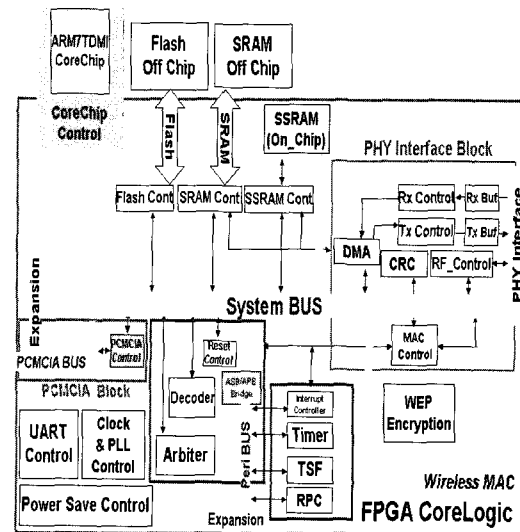 ARM7TDMI
CoreChip
Flash
Off Chip
SRAM
Off Chip
CoreChip
Control
Flash
SRAM
SSRAM
(On_Chip)
PHY Interface Block
Flash Cont.
SRAM Cont.
SSRAM Cont.
Rx Control
Rx Buf
Tx Control
Tx Buf
DMA
CRC
RF_Control
PHY Interface
System BUS
Expansion
PCMCIA
Control
PCMCIA BUS
PCMCIA Block
Reset
Control
MAC
Control
ASB/APB
Bridge
Decoder
Arbiter
Peri BUS
Interrupt
Controller
Timer
TSF
RPC
WEP
Encryption
UART
Control
Clock
& PLL
Control
Power Save Control
Expansion
Wireless MAC
FPGA CoreLogic